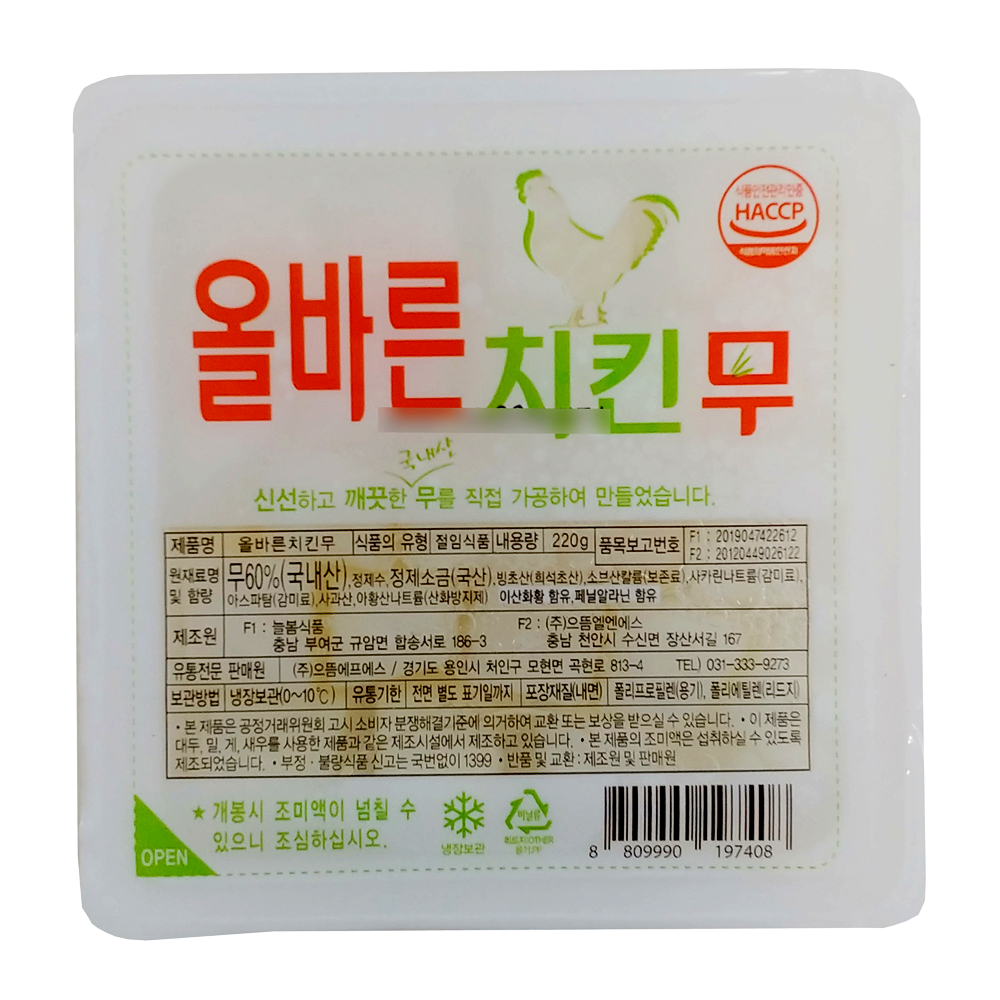 식품안전관리인증
HACCP
식품의약품안전처
올바른 치킨무
국내산
신선하고 깨끗한 무를 직접 가공하여 만들었습니다.
제품명 올바른치킨무 식품의 유형 절임식품 내용량 220g 품목보고번호 F1 : 2019047422612
F2 : 20120449026122
원재료명 무60%(국내산),정제수,정제소금(국산),빙초산(희석초산),소브산칼륨(보존료),사카린나트륨(감미료),
및 함량 아스파탐(감미료),사과산,아황산나트륨(산화방지제) 이산화황 함유,페닐알라닌 함유
제조원 F1 : 늘봄식품 F2 : (주)으뜸엘엔에스
충남 부여군 규암면 합송서로 186-3 충남 천안시 수신면 장산서길 167
유통전문 판매원 (주)으뜸에프에스 / 경기도 용인시 처인구 모현면 곡현로 813-4 TEL) 031-333-9273
보관방법 냉장보관(0~10℃) 유통기한 전면 별도 표기일까지 포장재질(내면) 폴리프로필렌(용기), 폴리에틸렌(리드지)
• 본 제품은 공정거래위원회 고시 소비자 분쟁해결기준에 의거하여 교환 또는 보상을 받으실 수 있습니다. • 이 제품은
대두, 밀, 게, 새우를 사용한 제품과 같은 제조시설에서 제조하고 있습니다. • 본 제품의 조미액은 섭취하실 수 있도록
제조되었습니다. • 부정 · 불량식품 신고는 국번없이 1399 • 반품 및 교환 : 제조원 및 판매원
★ 개봉시 조미액이 넘칠 수
있으니 조심하십시오.
OPEN
냉장보관
비닐류
리드지:OTHER
용기:PP
8 809990 197408